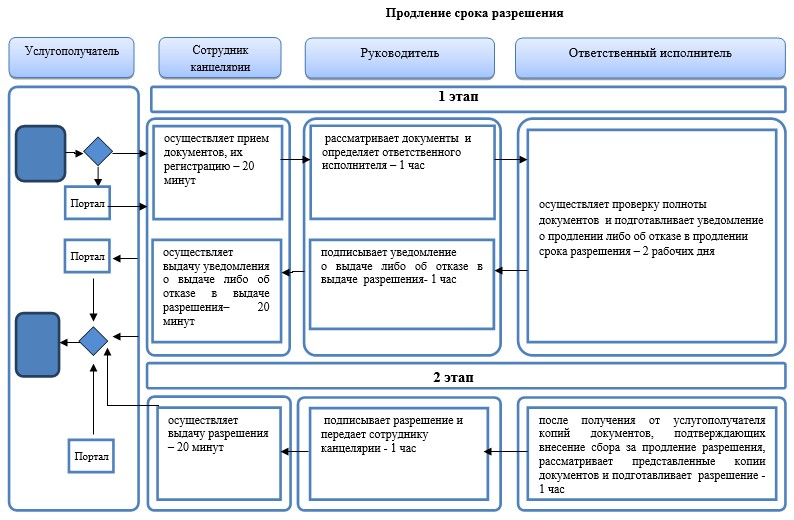 Продление срока разрешения
Услугополучатель
Сотрудник
канцелярии
Руководитель
Ответственный исполнитель
1 этап
осуществляет прием
документов, их
регистрацию – 20
минут
рассматривает документы и
определяет ответственного
исполнителя – 1 час
осуществляет проверку полноты
документов и подготавливает уведомление
о продлении либо об отказе в продлении
срока разрешения – 2 рабочих дня
Портал
Портал
осуществляет
выдачу уведомления
о выдаче либо об
отказе в выдаче
разрешения– 20
минут
подписывает уведомление
о выдаче либо об отказе в
выдаче разрешения- 1 час
2 этап
осуществляет
выдачу разрешения
– 20 минут
подписывает разрешение и
передает сотруднику
канцелярии - 1 час
после получения от услугополучателя
копий документов, подтверждающих
внесение сбора за продление разрешения,
рассматривает представленные копии
документов и подготавливает разрешение -
1 час
Портал